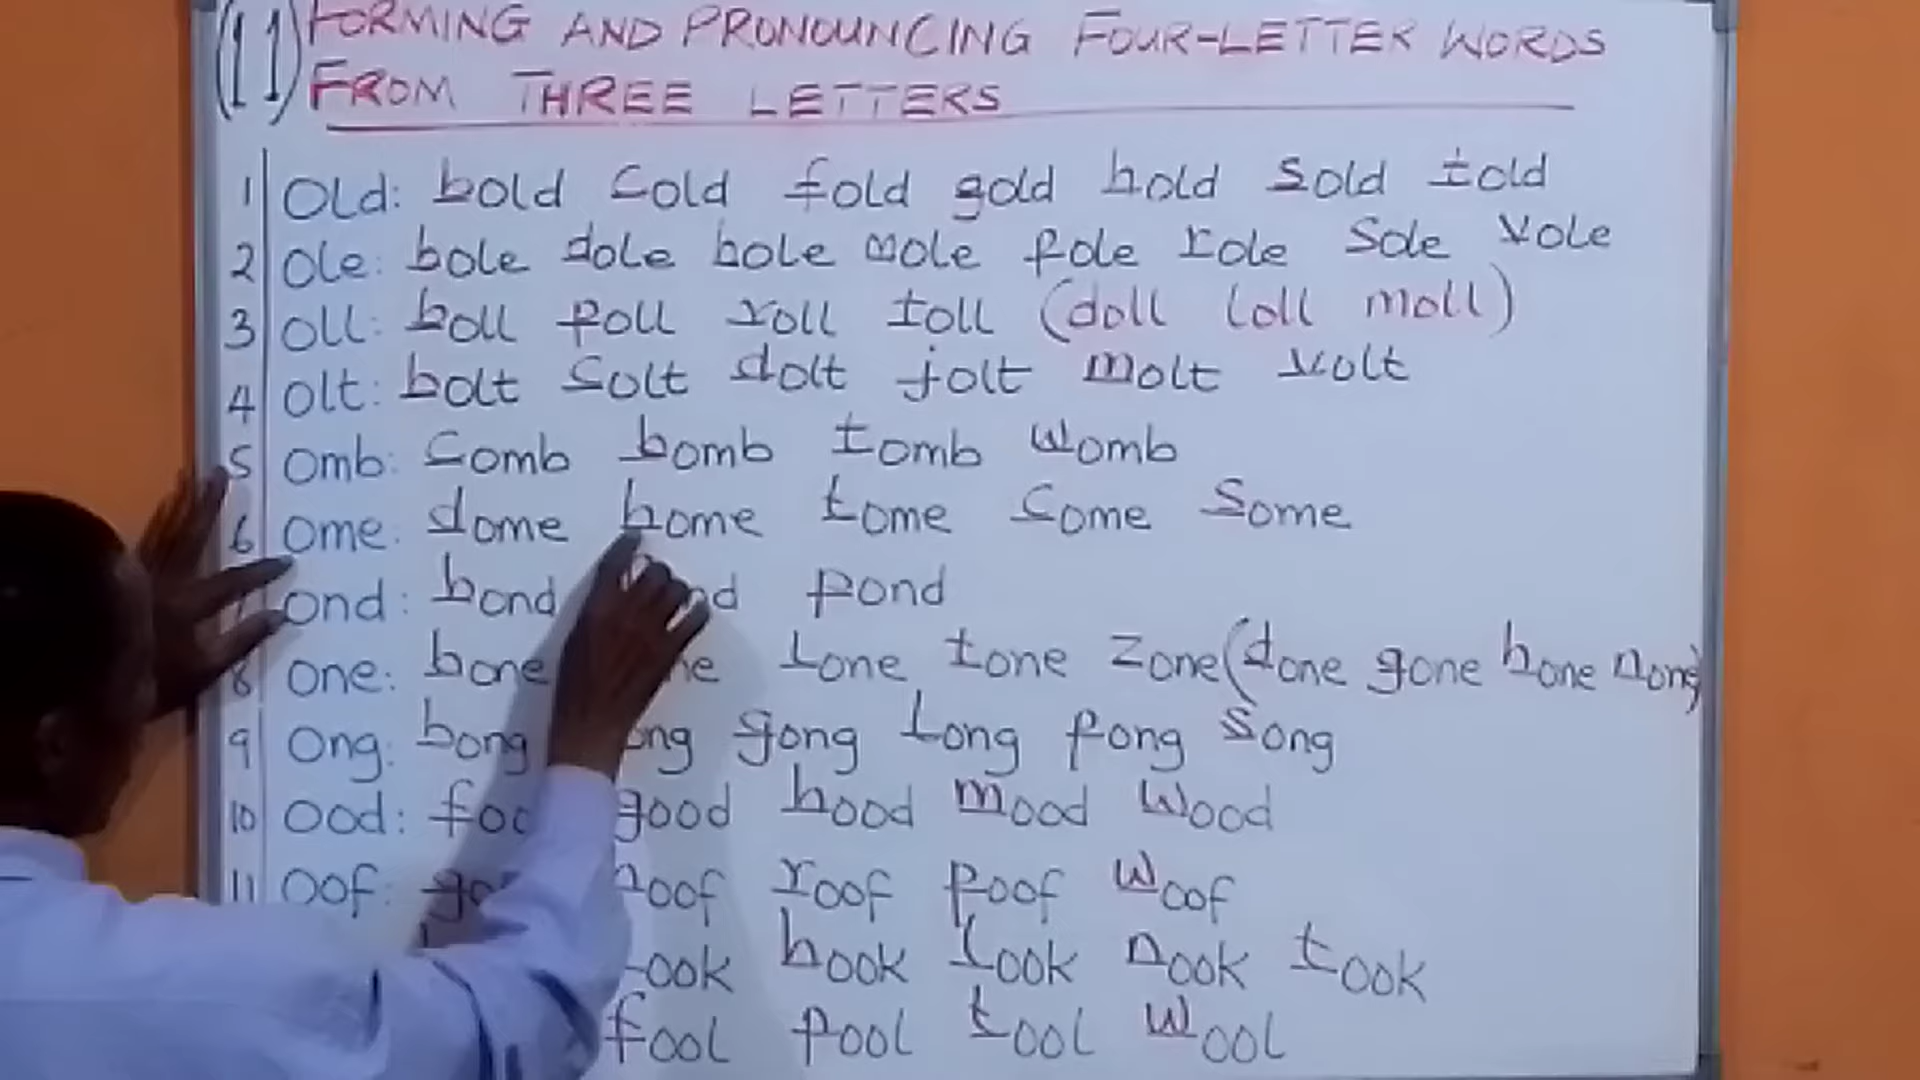 (11) FORMING AND PRONOUNCING FOUR-LETTER WORDS
FROM THREE LETTERS
1 old: bold cold fold gold hold sold told
2 ole: bole dole hole mole pole role sole vole
3 oll: boll poll roll toll (doll loll moll)
4 olt: bolt colt dolt jolt molt volt
5 omb: comb bomb tomb womb
6 ome: dome home tome come some
ond: bond pond
8 one: bone lone tone zone (done gone hone none)
9 ong: bong gong long pong song
10 ood: good hood mood wood
11 oof: hoof roof poof woof
hook look nook took
fool pool tool wool